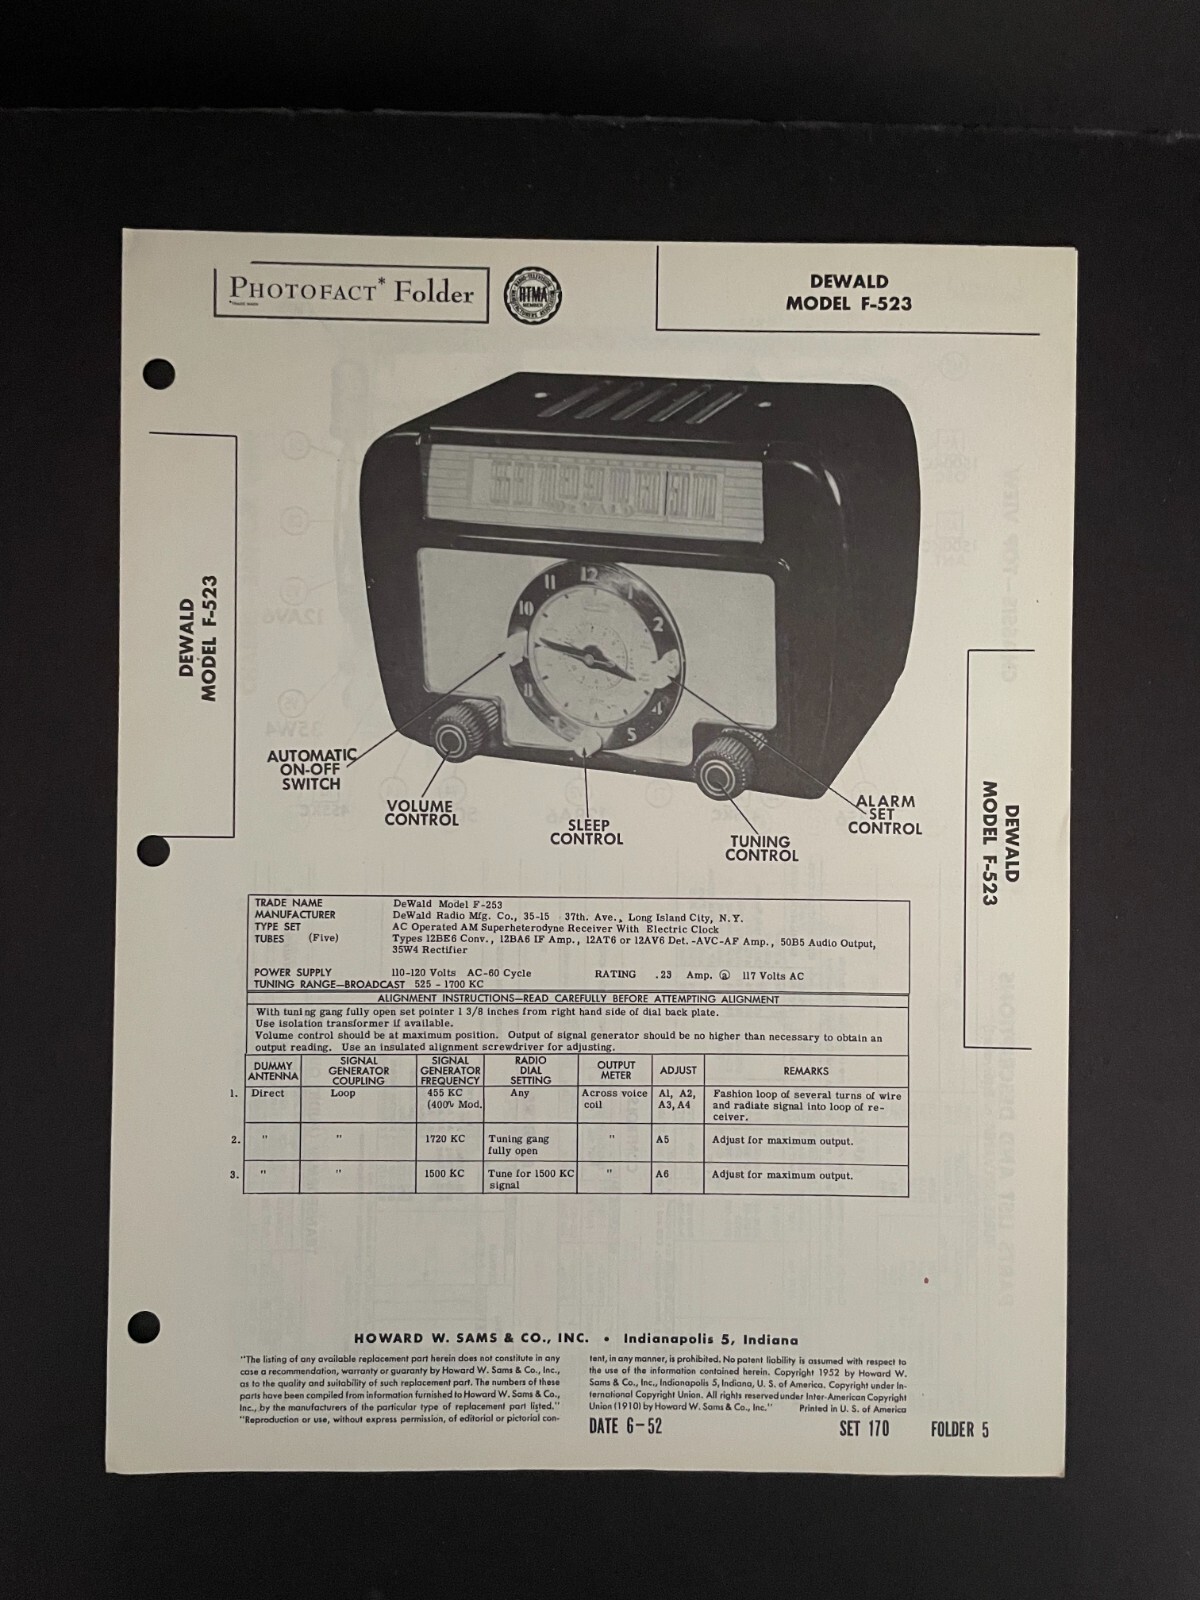 PHOTOFACT* Folder
*TRADE MARK
RTMA
MEMBER
DEWALD
MODEL F-523
DEWALD
MODEL F-523
DEWALD
MODEL F-523
12
1
2
4
5
7
8
10
11
AUTOMATIC
ON-OFF
SWITCH
VOLUME
CONTROL
SLEEP
CONTROL
TUNING
CONTROL
ALARM
SET
CONTROL
TRADE NAME DeWald Model F-253
MANUFACTURER DeWald Radio Mfg. Co., 35-15 37th. Ave., Long Island City, N.Y.
TYPE SET AC Operated AM Superheterodyne Receiver With Electric Clock
TUBES (Five) Types 12BE6 Conv., 12BA6 IF Amp., 12AT6 or 12AV6 Det.-AVC-AF Amp., 50B5 Audio Output,
35W4 Rectifier
POWER SUPPLY 110-120 Volts AC-60 Cycle RATING .23 Amp. @ 117 Volts AC
TUNING RANGE—BROADCAST 525 - 1700 KC
ALIGNMENT INSTRUCTIONS—READ CAREFULLY BEFORE ATTEMPTING ALIGNMENT
With tuning gang fully open set pointer 1 3/8 inches from right hand side of dial back plate.
Use isolation transformer if available.
Volume control should be at maximum position. Output of signal generator should be no higher than necessary to obtain an
output reading. Use an insulated alignment screwdriver for adjusting.
DUMMY ANTENNA SIGNAL GENERATOR COUPLING SIGNAL GENERATOR FREQUENCY RADIO DIAL SETTING OUTPUT METER ADJUST REMARKS
1. Direct Loop 455 KC (400~ Mod. Any Across voice coil A1, A2, A3, A4 Fashion loop of several turns of wire and radiate signal into loop of re- ceiver.
2. " " 1720 KC Tuning gang fully open " A5 Adjust for maximum output.
3. " " 1500 KC Tune for 1500 KC signal " A6 Adjust for maximum output.
HOWARD W. SAMS & CO., INC. • Indianapolis 5, Indiana
"The listing of any available replacement part herein does not constitute in any
case a recommendation, warranty or guaranty by Howard W. Sams & Co., Inc.,
as to the quality and suitability of such replacement part. The numbers of these
parts have been compiled from information furnished to Howard W. Sams & Co.,
Inc., by the manufacturers of the particular type of replacement part listed."
"Reproduction or use, without express permission, of editorial or pictorial con-
tent, in any manner, is prohibited. No patent liability is assumed with respect to
the use of the information contained herein. Copyright 1952 by Howard W.
Sams & Co., Inc., Indianapolis 5, Indiana, U. S. of America. Copyright under In-
ternational Copyright Union. All rights reserved under Inter-American Copyright
Union (1910) by Howard W. Sams & Co., Inc." Printed in U. S. of America
DATE 6-52 SET 170 FOLDER 5